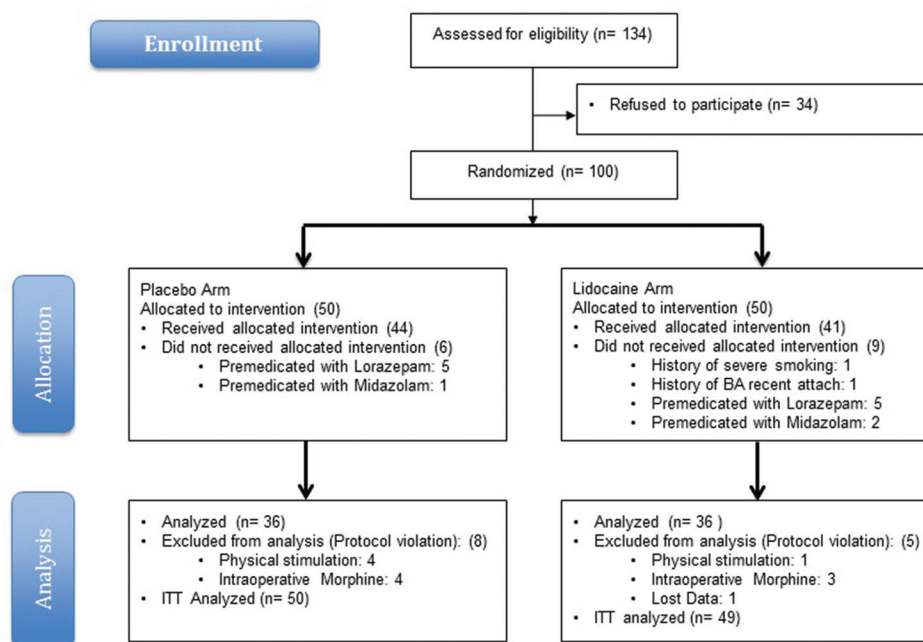 Enrollment
Assessed for eligibility (n= 134)
• Refused to participate (n= 34)
Randomized (n= 100)
Allocation
Placebo Arm
Allocated to intervention (50)
• Received allocated intervention (44)
• Did not received allocated intervention (6)
• Premedicated with Lorazepam: 5
• Premedicated with Midazolam: 1
Lidocaine Arm
Allocated to intervention (50)
• Received allocated intervention (41)
• Did not received allocated intervention (9)
• History of severe smoking: 1
• History of BA recent attach: 1
• Premedicated with Lorazepam: 5
• Premedicated with Midazolam: 2
Analysis
• Analyzed (n= 36)
• Excluded from analysis (Protocol violation): (8)
• Physical stimulation: 4
• Intraoperative Morphine: 4
• ITT Analyzed (n= 50)
• Analyzed (n= 36 )
• Excluded from analysis (Protocol violation): (5)
• Physical stimulation: 1
• Intraoperative Morphine: 3
• Lost Data: 1
• ITT analyzed (n= 49)